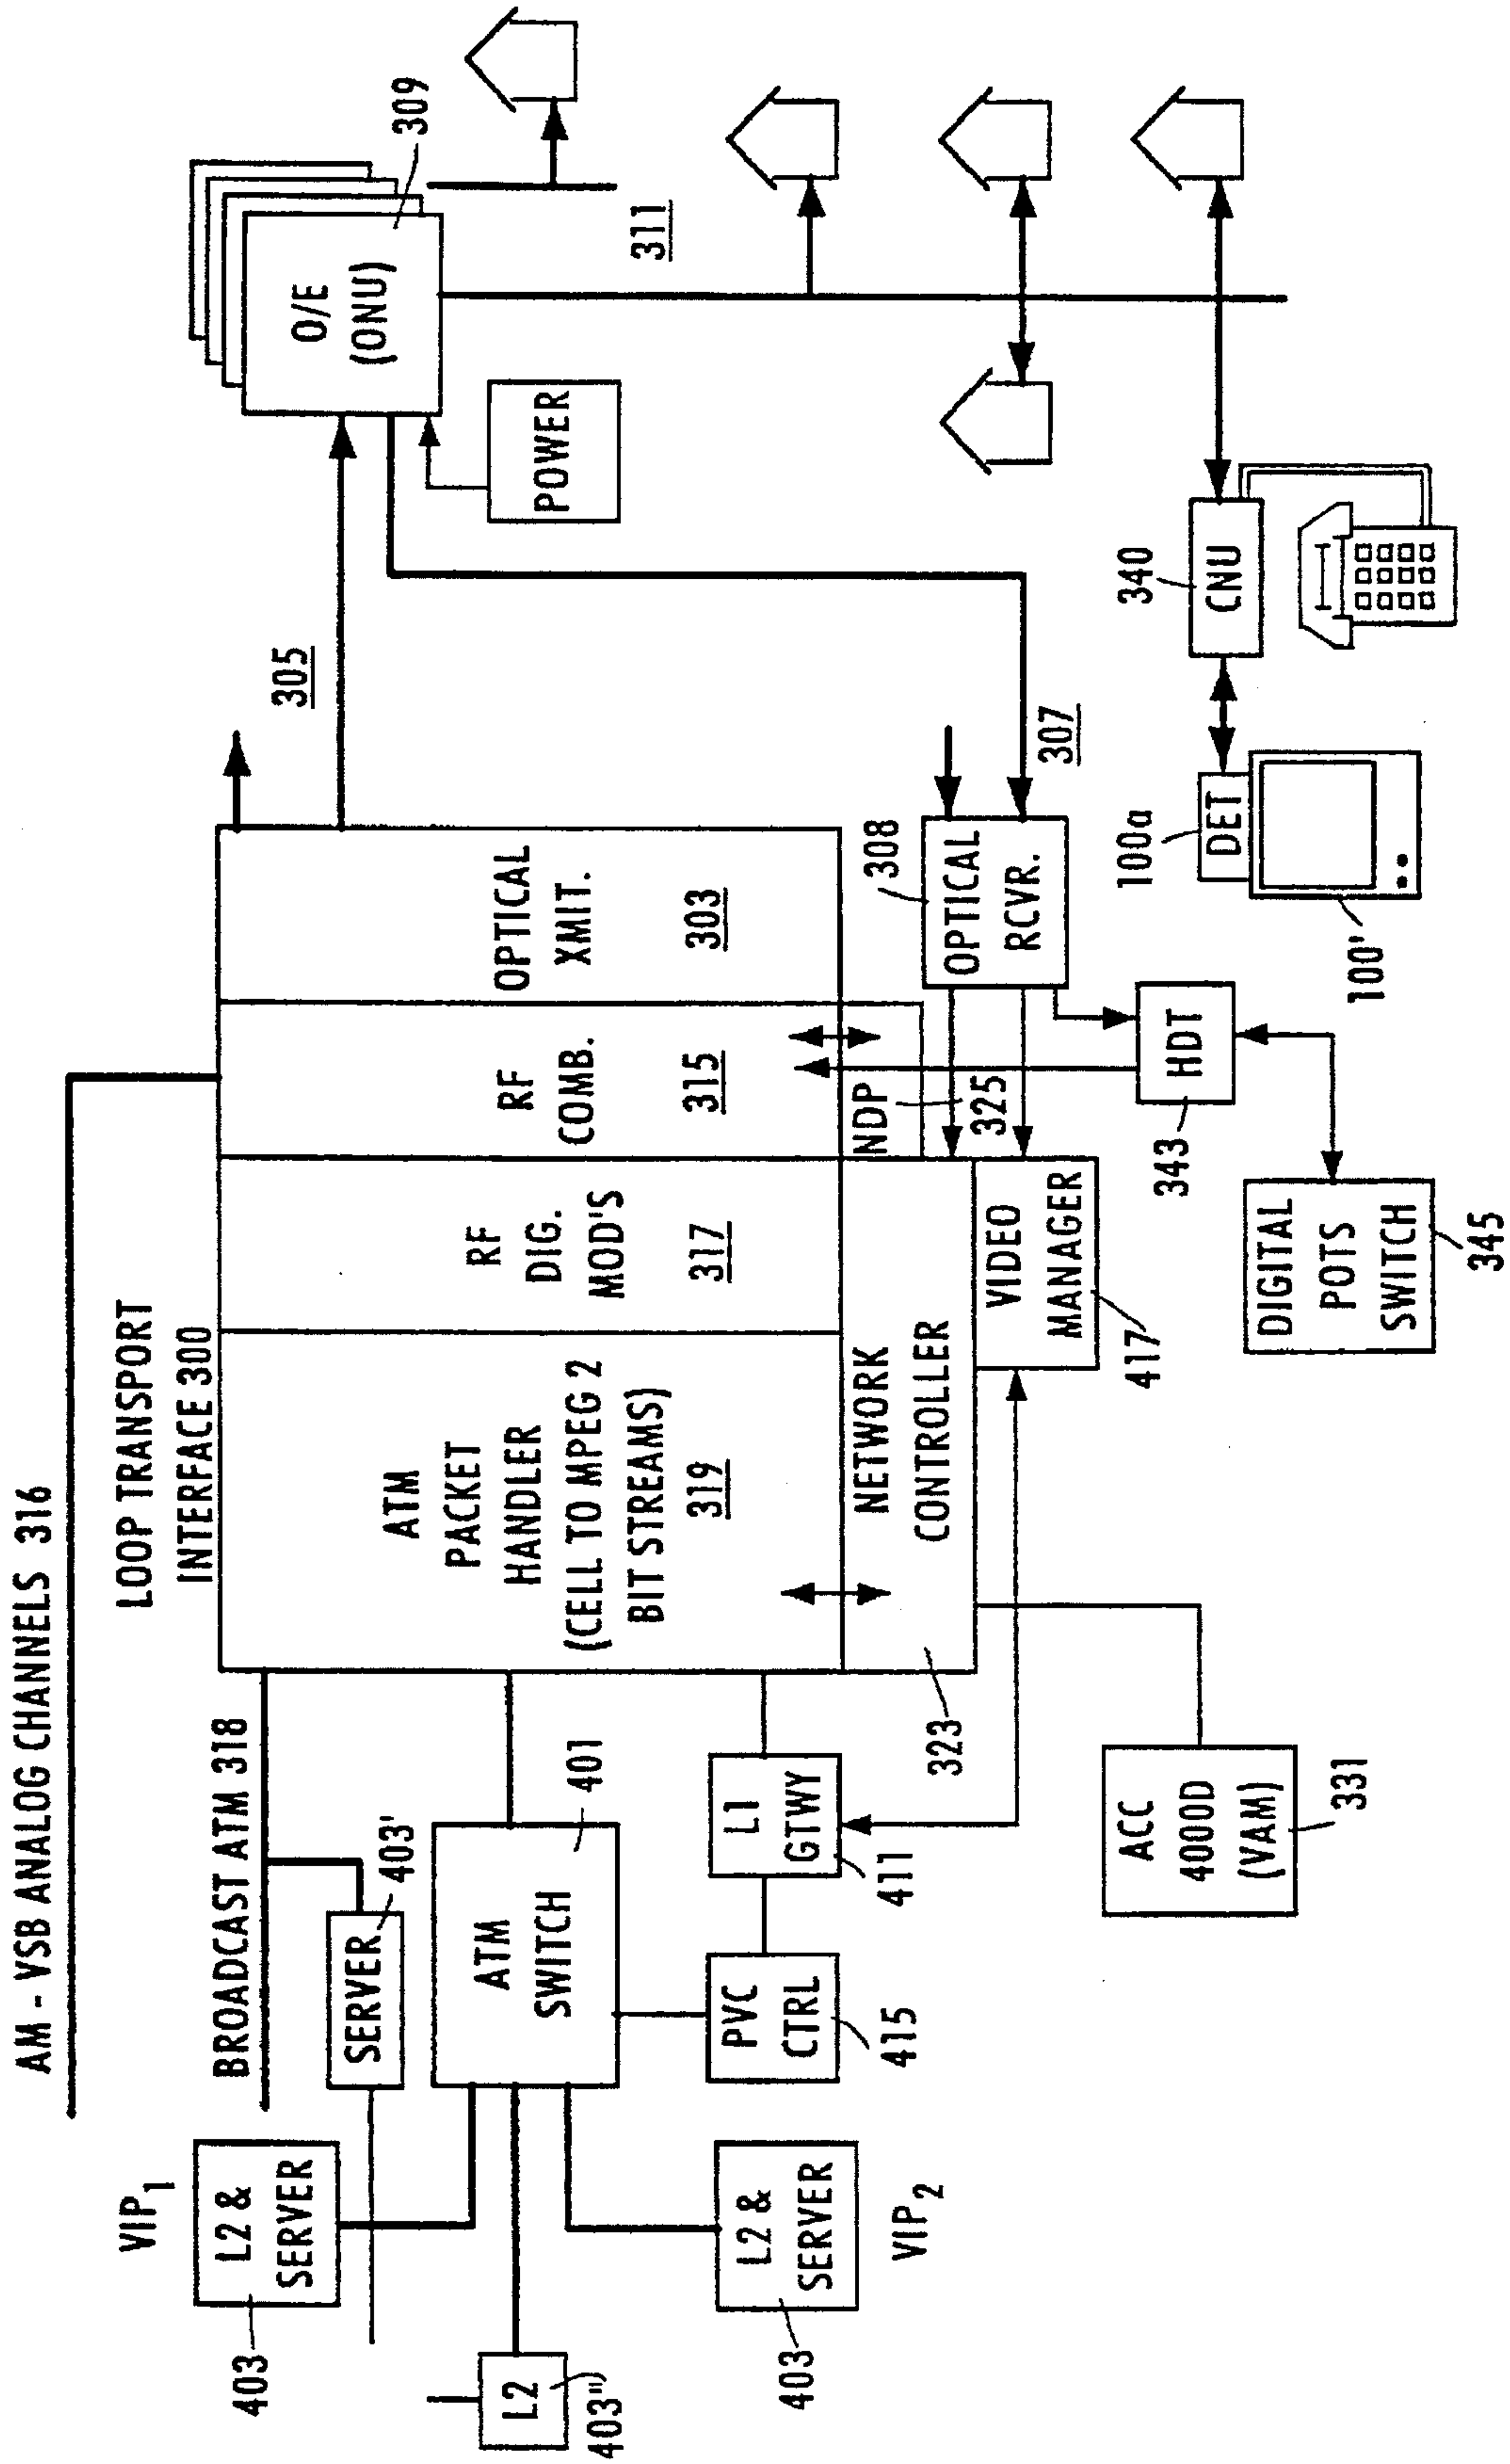 AM - VSB ANALOG CHANNELS 316
LOOP TRANSPORT
INTERFACE 300
BROADCAST ATM 318
VIP1
L2 &
SERVER
403
SERVER
403'
L2
403"
L2 &
SERVER
403
VIP2
ATM
SWITCH
401
PVC
CTRL
415
L1
GTWY
411
ATM
PACKET
HANDLER
(CELL TO MPEG 2
BIT STREAMS)
319
RF
DIG.
MOD'S
317
RF
COMB.
315
OPTICAL
XMIT.
303
NETWORK
CONTROLLER
323
NDP
325
VIDEO
MANAGER
417
ACC
4000D
(VAM)
331
305
307
OPTICAL
RCVR.
308
HDT
343
DIGITAL
POTS
SWITCH
345
O/E
(ONU)
309
POWER
311
CNU
340
DET
100a
100'